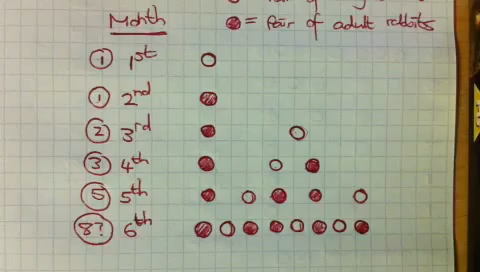 Month
= pair of adult rabbits
1 1st
1 2nd
2 3rd
3 4th
5 5th
8? 6th